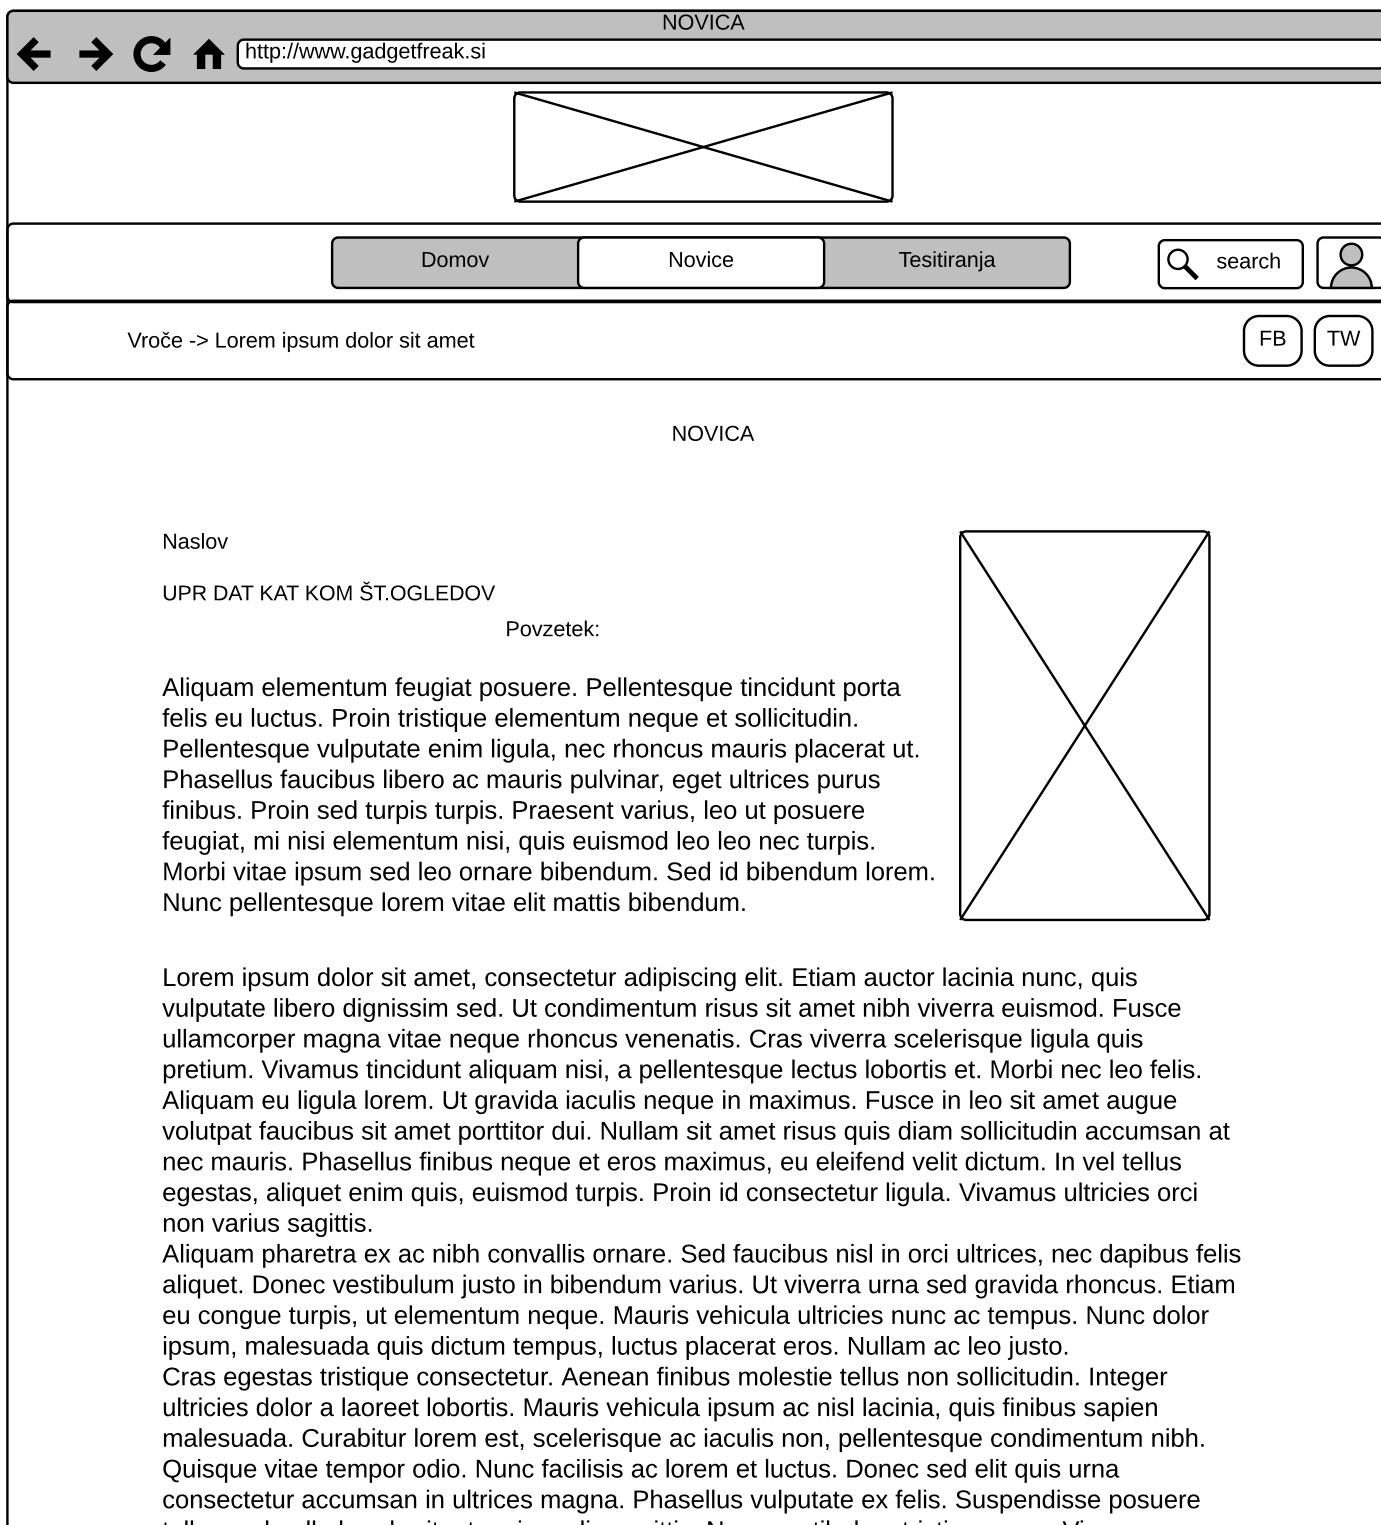 NOVICA
http://www.gadgetfreak.si
Domov
Novice
Tesitiranja
search
Vroče -> Lorem ipsum dolor sit amet
FB
TW
NOVICA
Naslov
UPR DAT KAT KOM ŠT.OGLEDOV
Povzetek:
Aliquam elementum feugiat posuere. Pellentesque tincidunt porta
felis eu luctus. Proin tristique elementum neque et sollicitudin.
Pellentesque vulputate enim ligula, nec rhoncus mauris placerat ut.
Phasellus faucibus libero ac mauris pulvinar, eget ultrices purus
finibus. Proin sed turpis turpis. Praesent varius, leo ut posuere
feugiat, mi nisi elementum nisi, quis euismod leo leo nec turpis.
Morbi vitae ipsum sed leo ornare bibendum. Sed id bibendum lorem.
Nunc pellentesque lorem vitae elit mattis bibendum.
Lorem ipsum dolor sit amet, consectetur adipiscing elit. Etiam auctor lacinia nunc, quis
vulputate libero dignissim sed. Ut condimentum risus sit amet nibh viverra euismod. Fusce
ullamcorper magna vitae neque rhoncus venenatis. Cras viverra scelerisque ligula quis
pretium. Vivamus tincidunt aliquam nisi, a pellentesque lectus lobortis et. Morbi nec leo felis.
Aliquam eu ligula lorem. Ut gravida iaculis neque in maximus. Fusce in leo sit amet augue
volutpat faucibus sit amet porttitor dui. Nullam sit amet risus quis diam sollicitudin accumsan at
nec mauris. Phasellus finibus neque et eros maximus, eu eleifend velit dictum. In vel tellus
egestas, aliquet enim quis, euismod turpis. Proin id consectetur ligula. Vivamus ultricies orci
non varius sagittis.
Aliquam pharetra ex ac nibh convallis ornare. Sed faucibus nisl in orci ultrices, nec dapibus felis
aliquet. Donec vestibulum justo in bibendum varius. Ut viverra urna sed gravida rhoncus. Etiam
eu congue turpis, ut elementum neque. Mauris vehicula ultricies nunc ac tempus. Nunc dolor
ipsum, malesuada quis dictum tempus, luctus placerat eros. Nullam ac leo justo.
Cras egestas tristique consectetur. Aenean finibus molestie tellus non sollicitudin. Integer
ultricies dolor a laoreet lobortis. Mauris vehicula ipsum ac nisl lacinia, quis finibus sapien
malesuada. Curabitur lorem est, scelerisque ac iaculis non, pellentesque condimentum nibh.
Quisque vitae tempor odio. Nunc facilisis ac lorem et luctus. Donec sed elit quis urna
consectetur accumsan in ultrices magna. Phasellus vulputate ex felis. Suspendisse posuere